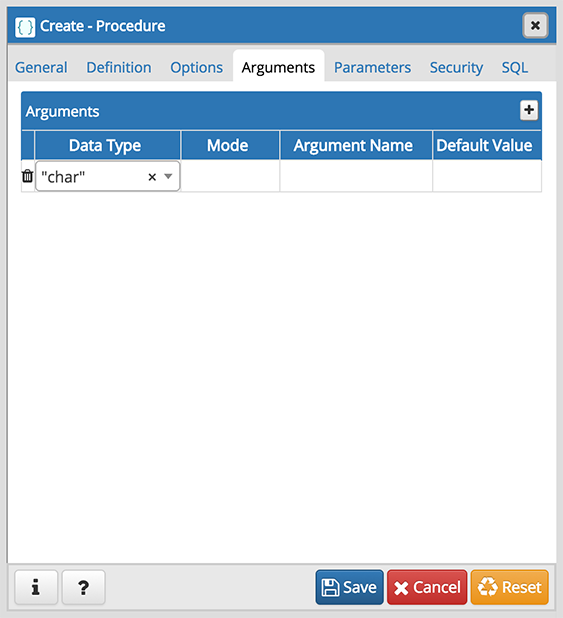 Create - Procedure
General Definition Options Arguments Parameters Security SQL
Arguments
Data Type Mode Argument Name Default Value
"char"
i ? Save Cancel Reset